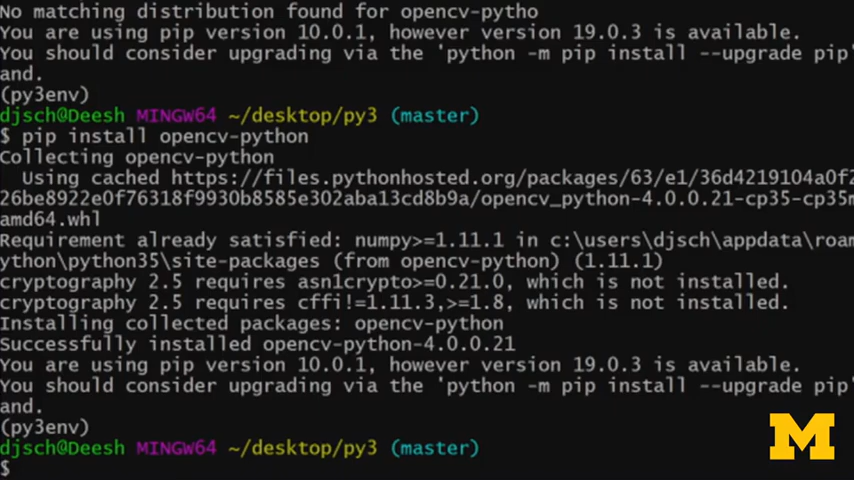 No matching distribution found for opencv-pytho
You are using pip version 10.0.1, however version 19.0.3 is available.
You should consider upgrading via the 'python -m pip install --upgrade pip'
and.
(py3env)
djsch@Deesh MINGW64 ~/desktop/py3 (master)
$ pip install opencv-python
Collecting opencv-python
  Using cached https://files.pythonhosted.org/packages/63/e1/36d4219104a0f2
26be8922e0f76318f9930b8585e302aba13cd8b9a/opencv_python-4.0.0.21-cp35-cp35m
amd64.whl
Requirement already satisfied: numpy>=1.11.1 in c:\users\djsch\appdata\roam
ython\python35\site-packages (from opencv-python) (1.11.1)
cryptography 2.5 requires asn1crypto>=0.21.0, which is not installed.
cryptography 2.5 requires cffi!=1.11.3,>=1.8, which is not installed.
Installing collected packages: opencv-python
Successfully installed opencv-python-4.0.0.21
You are using pip version 10.0.1, however version 19.0.3 is available.
You should consider upgrading via the 'python -m pip install --upgrade pip'
and.
(py3env)
djsch@Deesh MINGW64 ~/desktop/py3 (master)
$
M